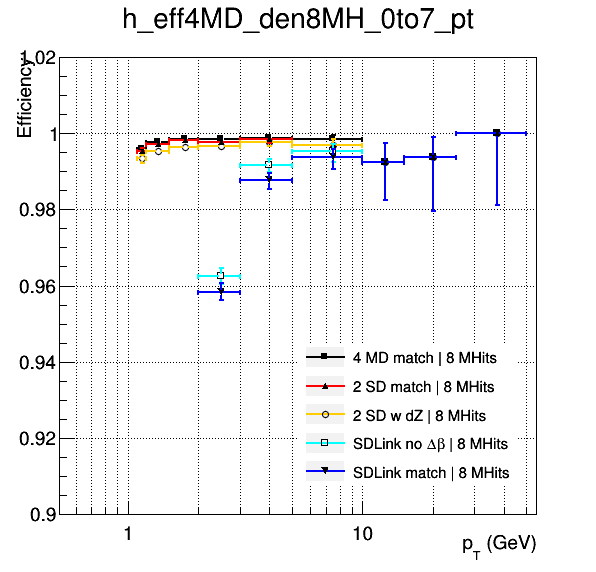 h_eff4MD_den8MH_0to7_pt
Efficiency
1.02
1
0.98
0.96
0.94
0.92
0.9
4 MD match | 8 MHits
2 SD match | 8 MHits
2 SD w dZ | 8 MHits
SDLink no Δβ | 8 MHits
SDLink match | 8 MHits
1 10
p_T (GeV)